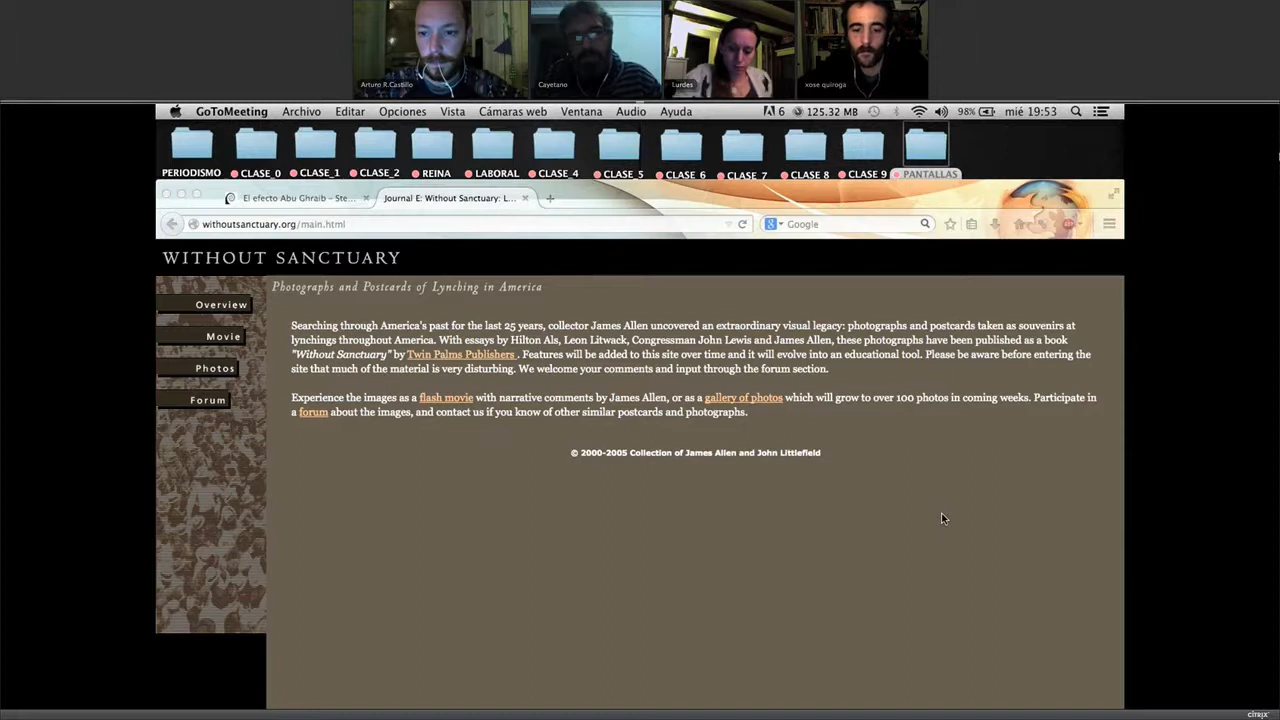 Arturo R.Castillo
Cayetano
Lurdes
xose quiroga
GoToMeeting Archivo Editar Opciones Vista Cámaras web Ventana Audio Ayuda 6 125.32 MB 98% mié 19:53
PERIODISMO CLASE_0 CLASE_1 CLASE_2 REINA LABORAL CLASE_4 CLASE_5 CLASE 6 CLASE_7 CLASE 8 CLASE 9 PANTALLAS
El efecto Abu Ghraib – Ste... Journal E: Without Sanctuary: L...
withoutsanctuary.org/main.html Google
WITHOUT SANCTUARY
Photographs and Postcards of Lynching in America
Overview
Movie
Photos
Forum
Searching through America's past for the last 25 years, collector James Allen uncovered an extraordinary visual legacy: photographs and postcards taken as souvenirs at
lynchings throughout America. With essays by Hilton Als, Leon Litwack, Congressman John Lewis and James Allen, these photographs have been published as a book
"Without Sanctuary" by Twin Palms Publishers . Features will be added to this site over time and it will evolve into an educational tool. Please be aware before entering the
site that much of the material is very disturbing. We welcome your comments and input through the forum section.
Experience the images as a flash movie with narrative comments by James Allen, or as a gallery of photos which will grow to over 100 photos in coming weeks. Participate in
a forum about the images, and contact us if you know of other similar postcards and photographs.
© 2000-2005 Collection of James Allen and John Littlefield
CITRIX